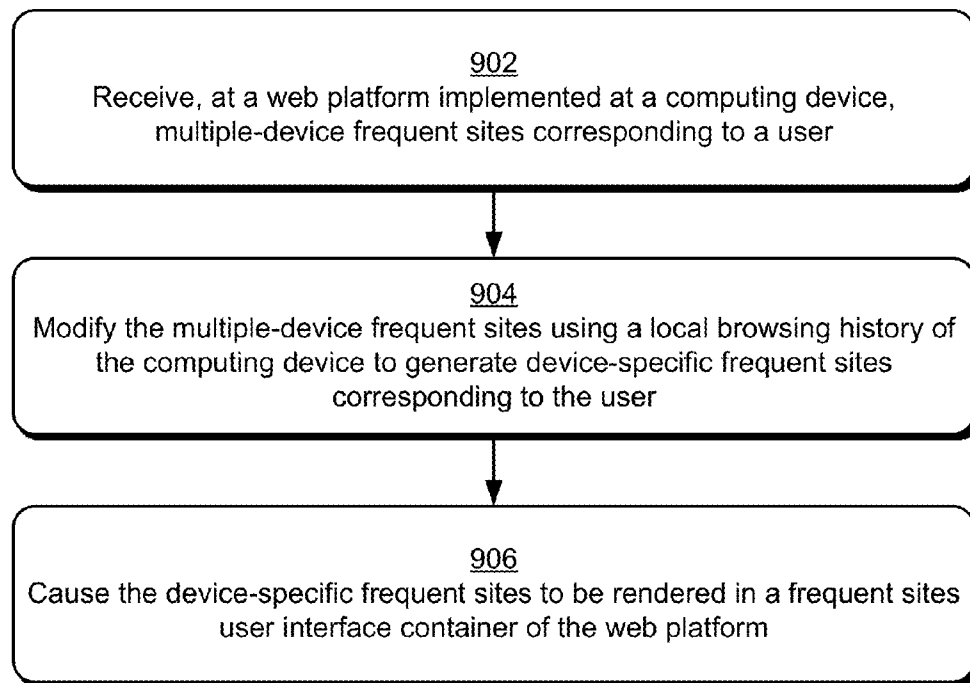 902
Receive, at a web platform implemented at a computing device,
multiple-device frequent sites corresponding to a user
904
Modify the multiple-device frequent sites using a local browsing history of
the computing device to generate device-specific frequent sites
corresponding to the user
906
Cause the device-specific frequent sites to be rendered in a frequent sites
user interface container of the web platform